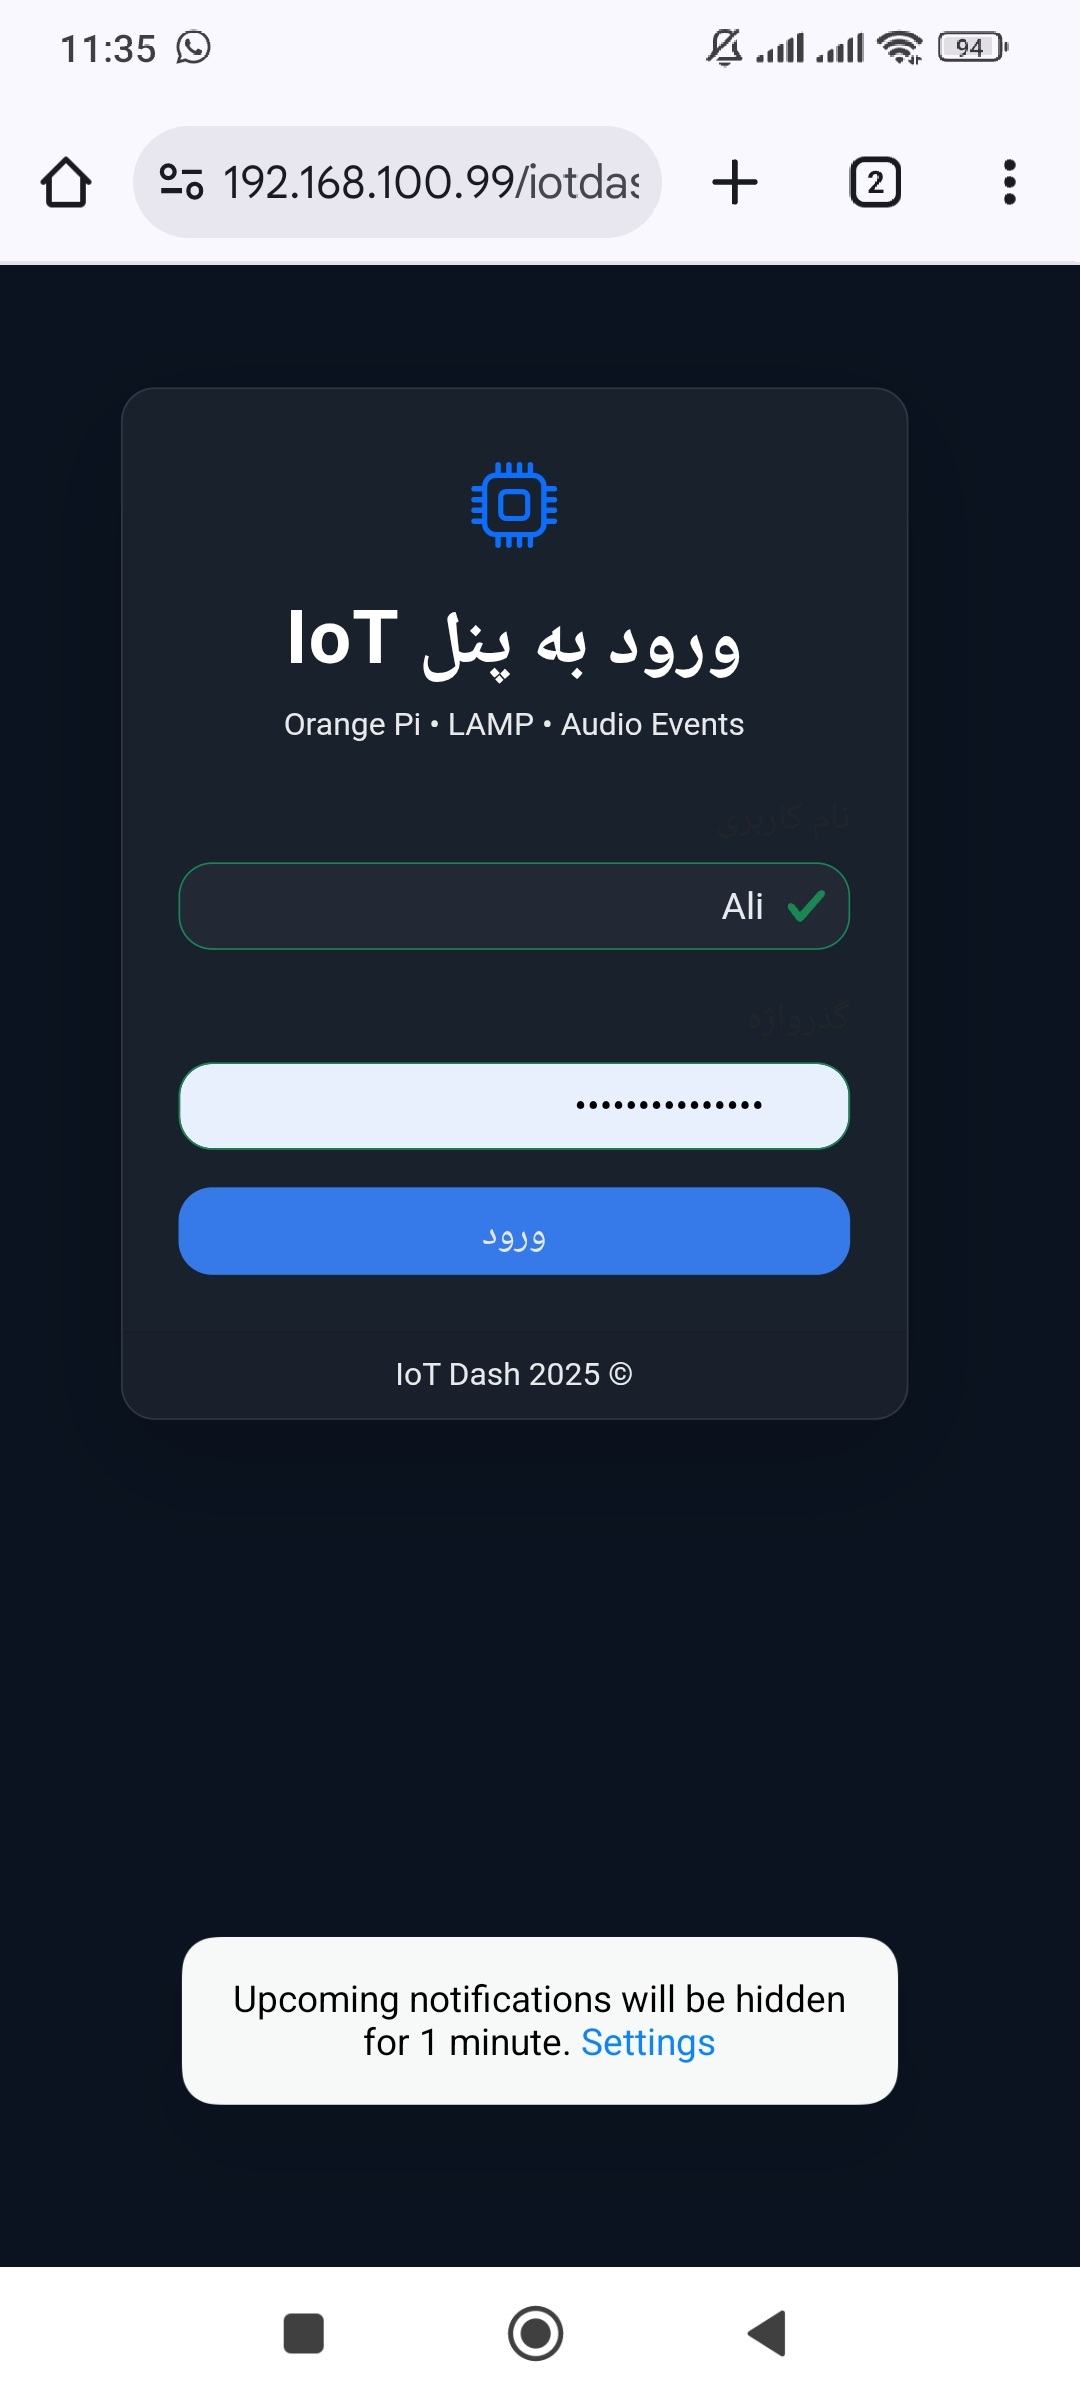 11:35
94
192.168.100.99/iotdas
2
ورود به پنل IoT
Orange Pi • LAMP • Audio Events
نام کاربری
Ali
گذرواژه
•••••••••••••••
ورود
IoT Dash 2025 ©
Upcoming notifications will be hidden
for 1 minute. Settings